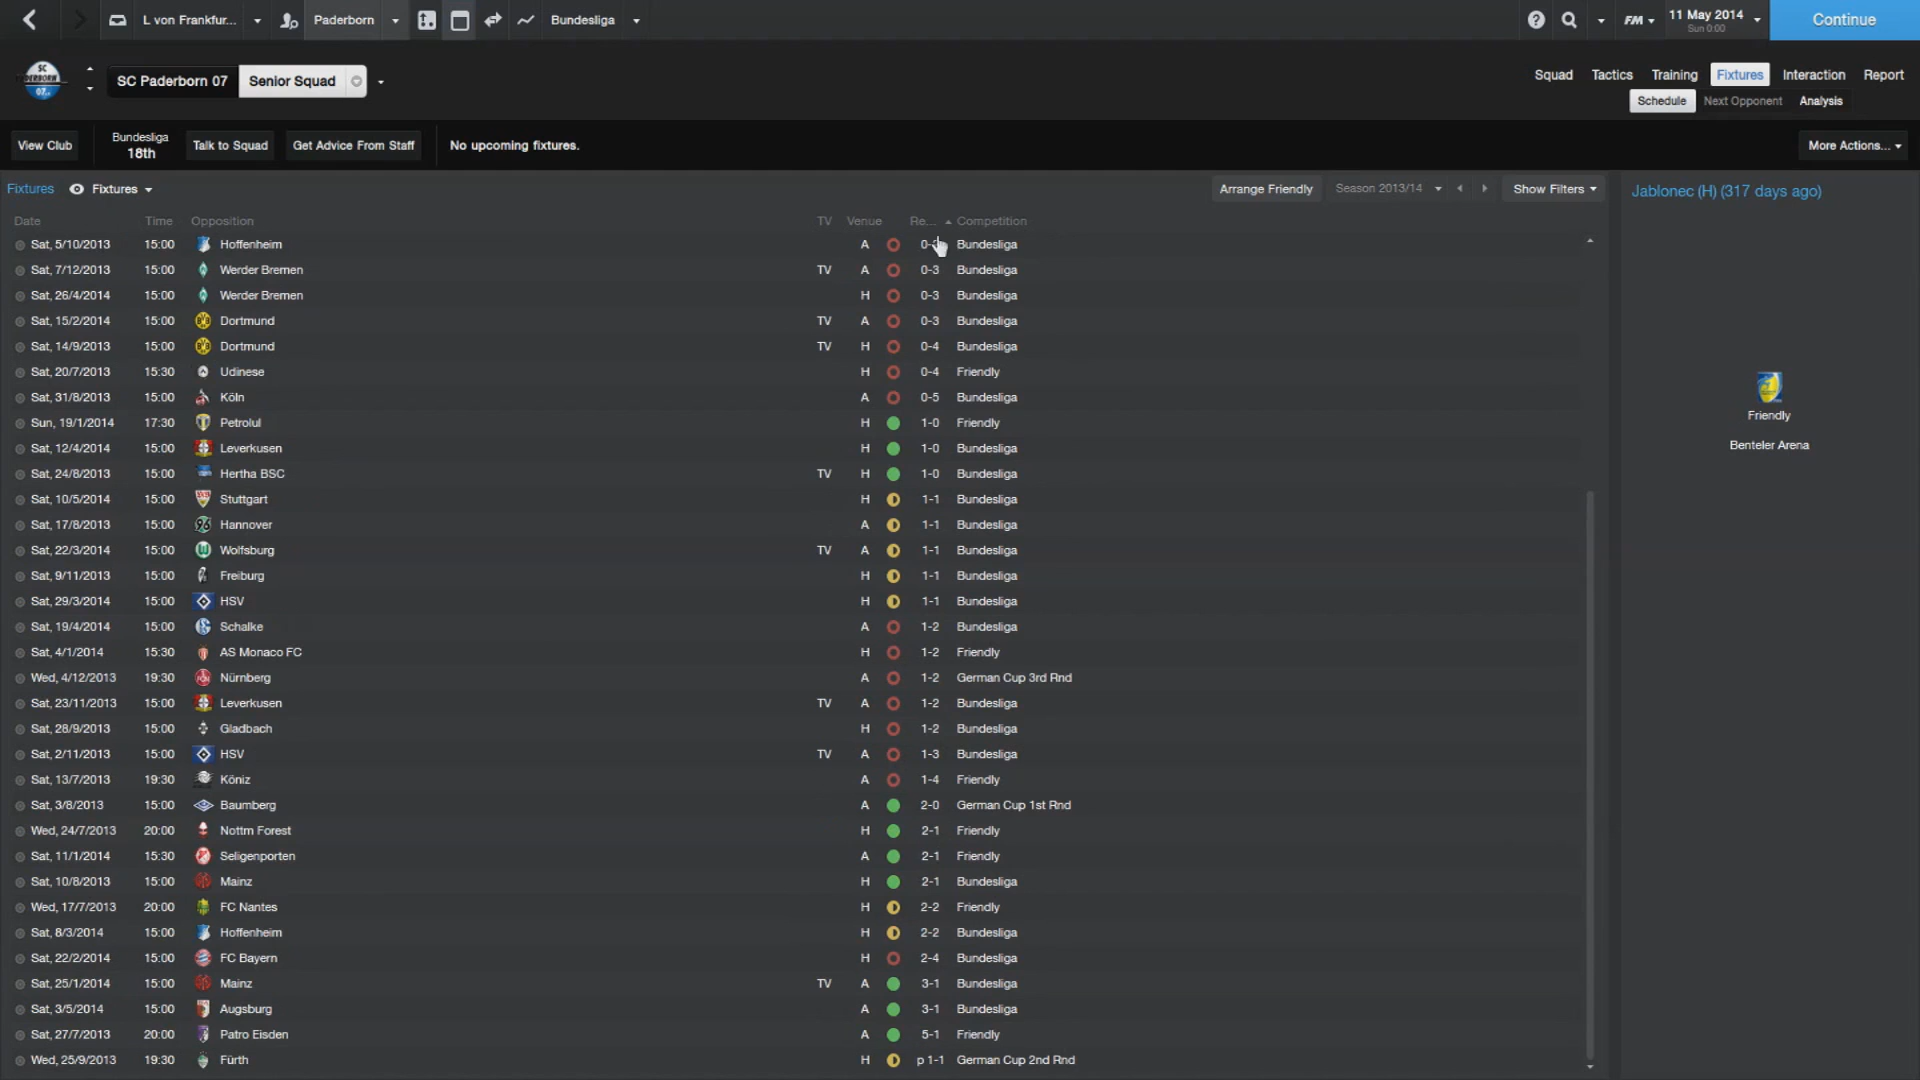 L von Frankfur... Paderborn Bundesliga FM 11 May 2014 Continue
Sun 0:00
SC PADERBORN 07 SC Paderborn 07 Senior Squad Squad Tactics Training Fixtures Interaction Report
Schedule Next Opponent Analysis
View Club Bundesliga 18th Talk to Squad Get Advice From Staff No upcoming fixtures. More Actions...
Fixtures Fixtures Arrange Friendly Season 2013/14 Show Filters Jablonec (H) (317 days ago)
Date Time Opposition TV Venue Re... Competition
Sat, 5/10/2013 15:00 Hoffenheim A Bundesliga
Sat, 7/12/2013 15:00 Werder Bremen TV A 0-3 Bundesliga
Sat, 26/4/2014 15:00 Werder Bremen H 0-3 Bundesliga
Sat, 15/2/2014 15:00 Dortmund TV A 0-3 Bundesliga
Sat, 14/9/2013 15:00 Dortmund TV H 0-4 Bundesliga
Sat, 20/7/2013 15:30 Udinese H 0-4 Friendly
Sat, 31/8/2013 15:00 Köln A 0-5 Bundesliga
Sun, 19/1/2014 17:30 Petrolul H 1-0 Friendly
Friendly
Sat, 12/4/2014 15:00 Leverkusen H 1-0 Bundesliga
Benteler Arena
Sat, 24/8/2013 15:00 Hertha BSC TV H 1-0 Bundesliga
Sat, 10/5/2014 15:00 Stuttgart H 1-1 Bundesliga
Sat, 17/8/2013 15:00 Hannover A 1-1 Bundesliga
Sat, 22/3/2014 15:00 Wolfsburg TV A 1-1 Bundesliga
Sat, 9/11/2013 15:00 Freiburg H 1-1 Bundesliga
Sat, 29/3/2014 15:00 HSV H 1-1 Bundesliga
Sat, 19/4/2014 15:00 Schalke A 1-2 Bundesliga
Sat, 4/1/2014 15:30 AS Monaco FC H 1-2 Friendly
Wed, 4/12/2013 19:30 Nürnberg A 1-2 German Cup 3rd Rnd
Sat, 23/11/2013 15:00 Leverkusen TV A 1-2 Bundesliga
Sat, 28/9/2013 15:00 Gladbach H 1-2 Bundesliga
Sat, 2/11/2013 15:00 HSV TV A 1-3 Bundesliga
Sat, 13/7/2013 19:30 Köniz A 1-4 Friendly
Sat, 3/8/2013 15:00 Baumberg A 2-0 German Cup 1st Rnd
Wed, 24/7/2013 20:00 Nottm Forest H 2-1 Friendly
Sat, 11/1/2014 15:30 Seligenporten A 2-1 Friendly
Sat, 10/8/2013 15:00 Mainz H 2-1 Bundesliga
Wed, 17/7/2013 20:00 FC Nantes H 2-2 Friendly
Sat, 8/3/2014 15:00 Hoffenheim H 2-2 Bundesliga
Sat, 22/2/2014 15:00 FC Bayern H 2-4 Bundesliga
Sat, 25/1/2014 15:00 Mainz TV A 3-1 Bundesliga
Sat, 3/5/2014 15:00 Augsburg A 3-1 Bundesliga
Sat, 27/7/2013 20:00 Patro Eisden A 5-1 Friendly
Wed, 25/9/2013 19:30 Fürth H p 1-1 German Cup 2nd Rnd